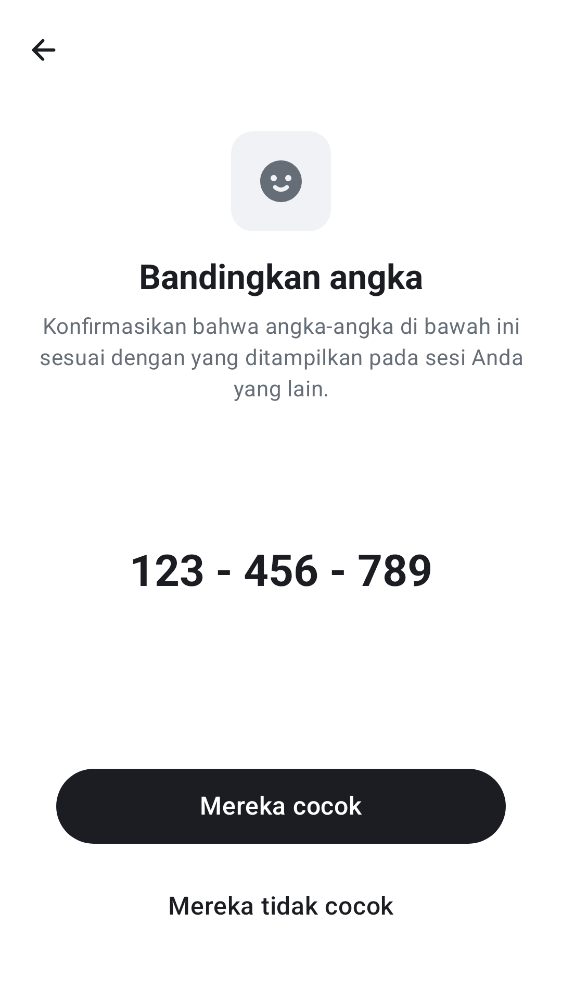 Bandingkan angka
Konfirmasikan bahwa angka-angka di bawah ini
sesuai dengan yang ditampilkan pada sesi Anda
yang lain.
123 - 456 - 789
Mereka cocok
Mereka tidak cocok